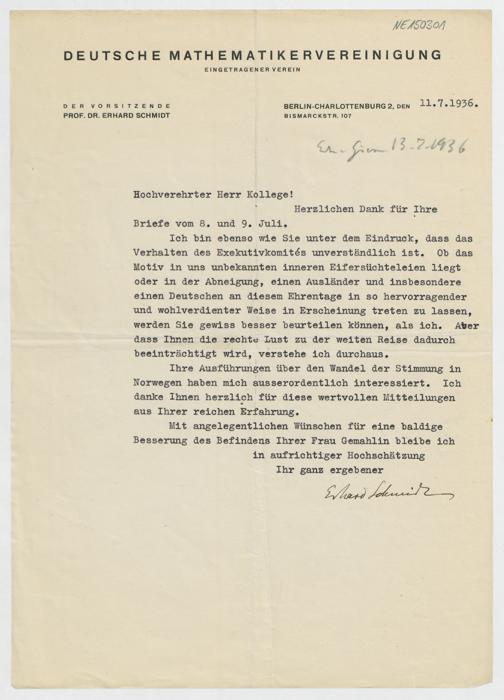 NE150301
DEUTSCHE MATHEMATIKERVEREINIGUNG
EINGETRAGENER VEREIN
DER VORSITZENDE
PROF. DR. ERHARD SCHMIDT
BERLIN-CHARLOTTENBURG 2, DEN 11.7.1936.
BISMARCKSTR. 107
13.7.1936
Hochverehrter Herr Kollege!
Herzlichen Dank für Ihre
Briefe vom 8. und 9. Juli.
Ich bin ebenso wie Sie unter dem Eindruck, dass das
Verhalten des Exekutivkomités unverständlich ist. Ob das
Motiv in uns unbekannten inneren Eifersüchteleien liegt
oder in der Abneigung, einen Ausländer und insbesondere
einen Deutschen an diesem Ehrentage in so hervorragender
und wohlverdienter Weise in Erscheinung treten zu lassen,
werden Sie gewiss besser beurteilen können, als ich. Aber
dass Ihnen die rechte Lust zu der weiten Reise dadurch
beeinträchtigt wird, verstehe ich durchaus.
Ihre Ausführungen über den Wandel der Stimmung in
Norwegen haben mich ausserordentlich interessiert. Ich
danke Ihnen herzlich für diese wertvollen Mitteilungen
aus Ihrer reichen Erfahrung.
Mit angelegentlichen Wünschen für eine baldige
Besserung des Befindens Ihrer Frau Gemahlin bleibe ich
in aufrichtiger Hochschätzung
Ihr ganz ergebener
Erhard Schmidt